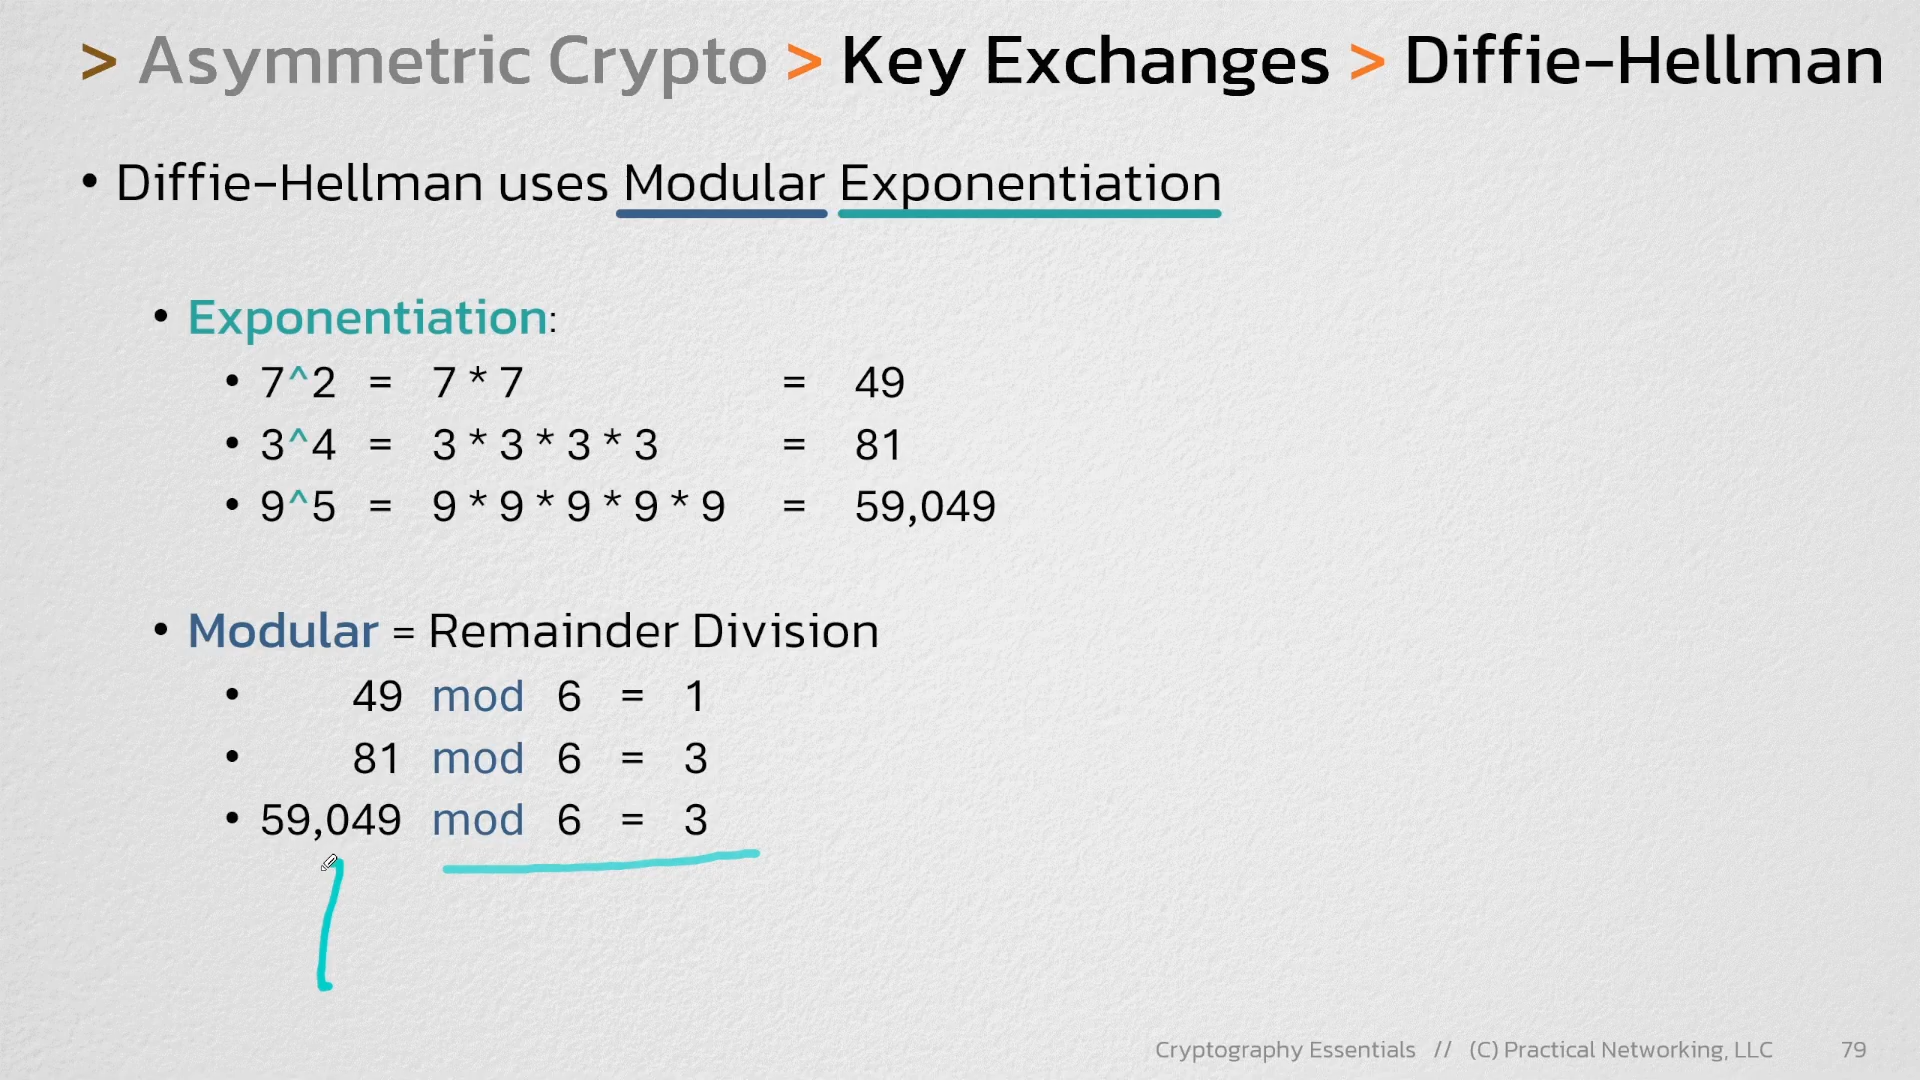 > Asymmetric Crypto > Key Exchanges > Diffie-Hellman
• Diffie-Hellman uses Modular Exponentiation
• Exponentiation:
• 7^2 = 7 * 7 = 49
• 3^4 = 3 * 3 * 3 * 3 = 81
• 9^5 = 9 * 9 * 9 * 9 * 9 = 59,049
• Modular = Remainder Division
• 49 mod 6 = 1
• 81 mod 6 = 3
• 59,049 mod 6 = 3
Cryptography Essentials // (C) Practical Networking, LLC 79